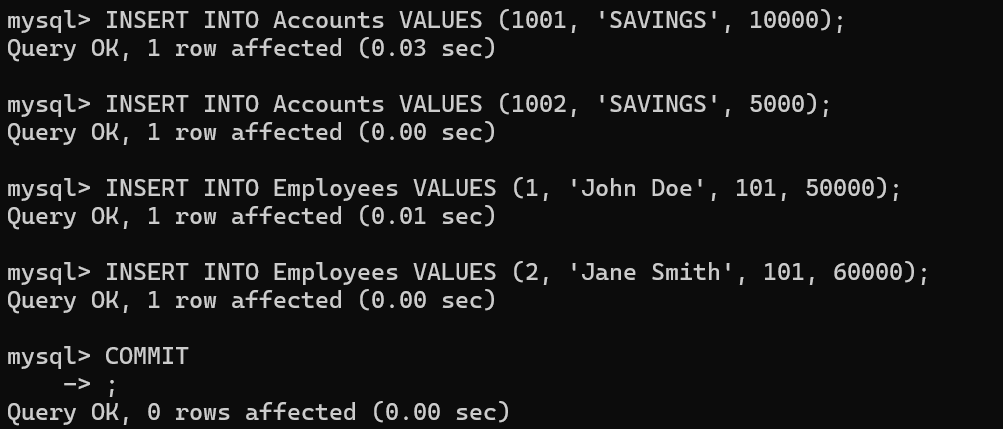 mysql> INSERT INTO Accounts VALUES (1001, 'SAVINGS', 10000);
Query OK, 1 row affected (0.03 sec)
mysql> INSERT INTO Accounts VALUES (1002, 'SAVINGS', 5000);
Query OK, 1 row affected (0.00 sec)
mysql> INSERT INTO Employees VALUES (1, 'John Doe', 101, 50000);
Query OK, 1 row affected (0.01 sec)
mysql> INSERT INTO Employees VALUES (2, 'Jane Smith', 101, 60000);
Query OK, 1 row affected (0.00 sec)
mysql> COMMIT
    -> ;
Query OK, 0 rows affected (0.00 sec)